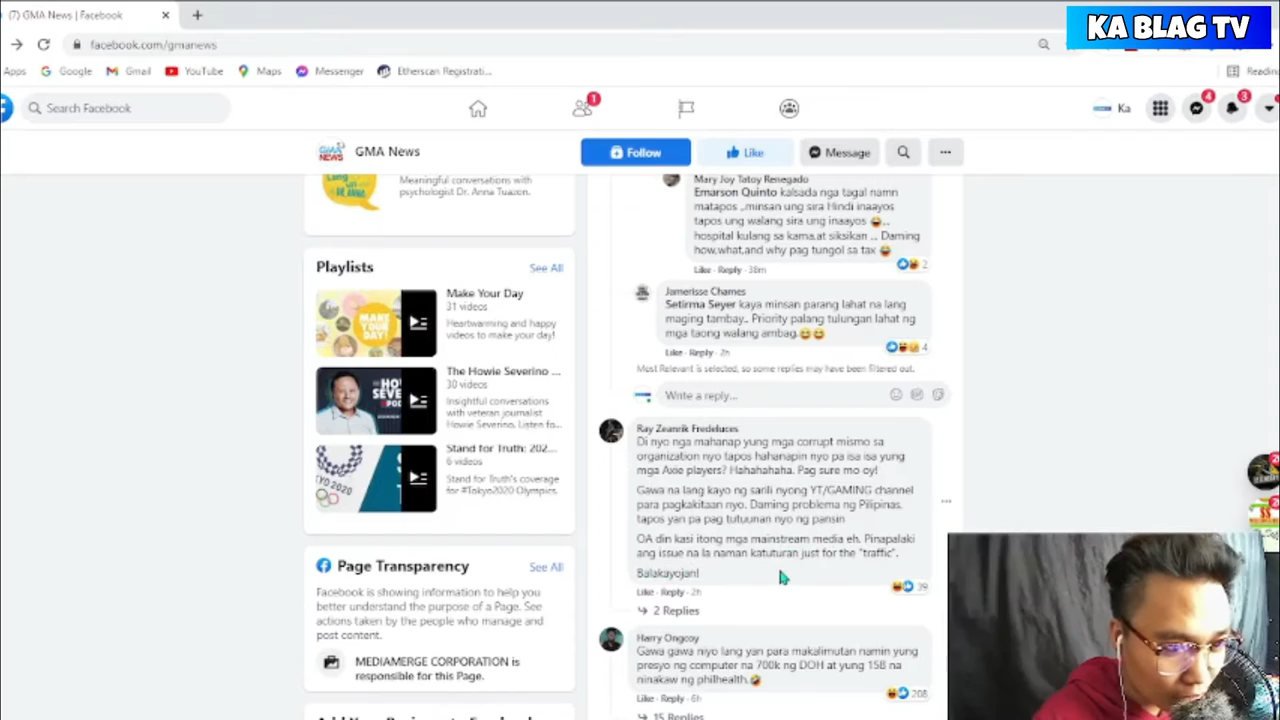 (7) GMA News | Facebook
KA BLAG TV
facebook.com/gmanews
Apps
Google
Gmail
YouTube
Maps
Messenger
Etherscan Registrati...
Reading
Search Facebook
1
Ka
4
3
GMA News
Follow
Like
Message
Meaningful conversations with
psychologist Dr. Anna Tuazon.
Playlists
See All
Make Your Day
31 videos
Heartwarming and happy
videos to make your day!
The Howie Severino ...
30 videos
Insightful conversations
with veteran journalist
Howie Severino. Listen fo...
Stand for Truth: 202...
6 videos
Stand for Truth's coverage
for #Tokyo2020 Olympics.
Page Transparency
See All
Facebook is showing information to help you
better understand the purpose of a Page. See
actions taken by the people who manage and
post content.
MEDIAMERGE CORPORATION is
responsible for this Page.
Mary Joy Tatoy Renegado
Emarson Quinto kalsada nga tagal namn
matapos ,,minsan ung sira Hindi inaayos
tapos ung walang sira ung inaayos 😂..
hospital kulang sa kama,at siksikan .. Daming
how,what,and why pag tungol sa tax 😂
2
Like · Reply · 38m
Jamerisse Chames
Setirma Seyer kaya minsan parang lahat na lang
maging tambay.. Priority palang tulungan lahat ng
mga taong walang ambag.😂😂
4
Like · Reply · 2h
Most Relevant is selected, so some replies may have been filtered out.
Write a reply...
Ray Zeanrik Fredeluces
Di nyo nga mahanap yung mga corrupt mismo sa
organization nyo tapos hahanapin nyo pa isa isa yung
mga Axie players? Hahahahaha. Pag sure mo oy!
Gawa na lang kayo ng sarili nyong YT/GAMING channel
para pagkakitaan nyo. Daming problema ng Pilipinas,
tapos yan pa pag tutuunan nyo ng pansin
OA din kasi itong mga mainstream media eh. Pinapalaki
ang issue na la naman katuturan just for the "traffic".
Balakayojan!
39
Like · Reply · 2h
2 Replies
Harry Ongcoy
Gawa gawa niyo lang yan para makalimutan namin yung
presyo ng computer na 700k ng DOH at yung 15B na
ninakaw ng philhealth.🤣
208
Like · Reply · 6h
15 Replies